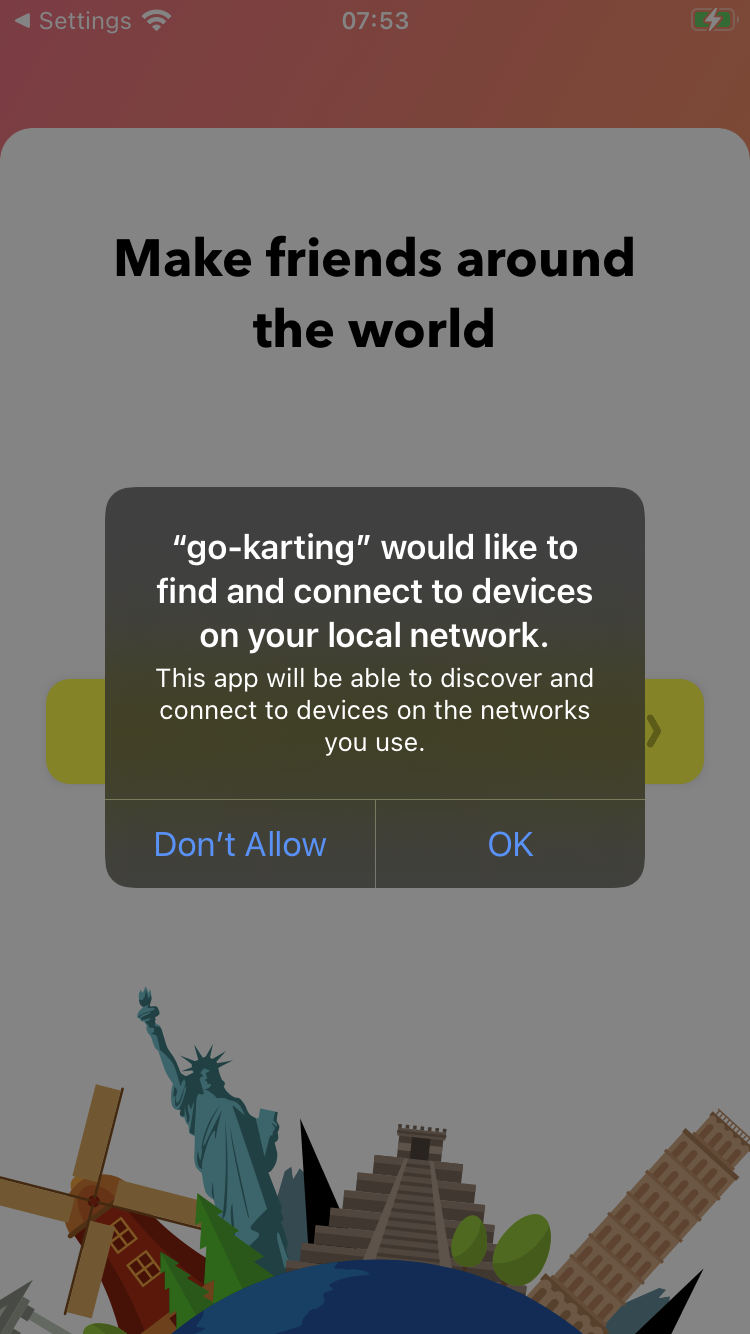 Settings
07:53
Make friends around
the world
“go-karting” would like to
find and connect to devices
on your local network.
This app will be able to discover and
connect to devices on the networks
you use.
Don’t Allow
OK